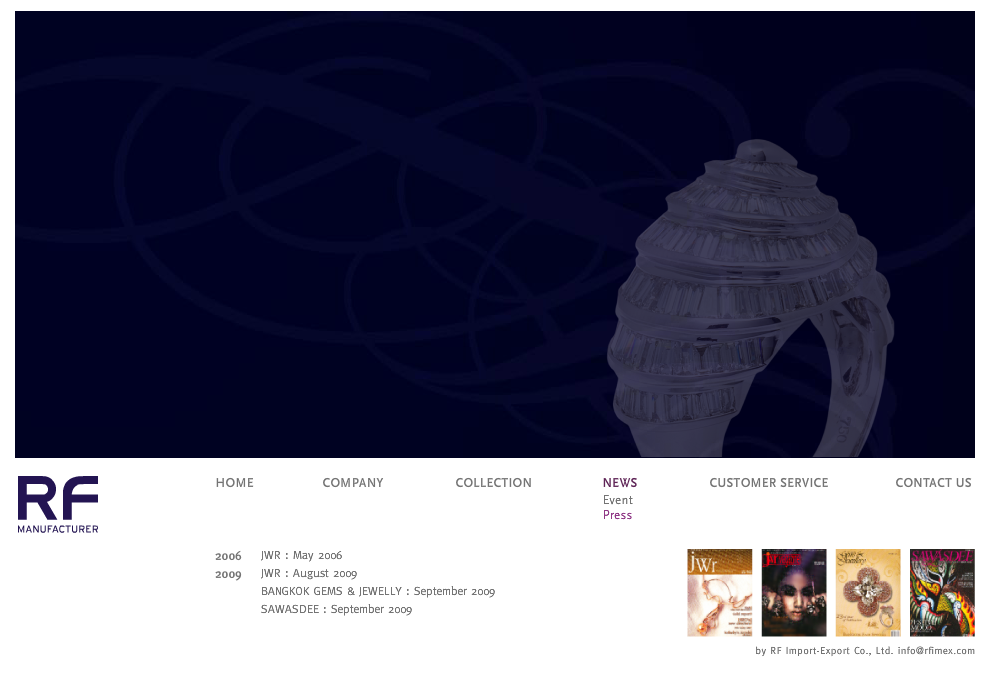 RF
MANUFACTURER
HOME
COMPANY
COLLECTION
NEWS
Event
Press
CUSTOMER SERVICE
CONTACT US
2006 JWR : May 2006
2009 JWR : August 2009
BANGKOK GEMS & JEWELLY : September 2009
SAWASDEE : September 2009
jwr
SAWASDEE
by RF Import-Export Co., Ltd. info@rfimex.com